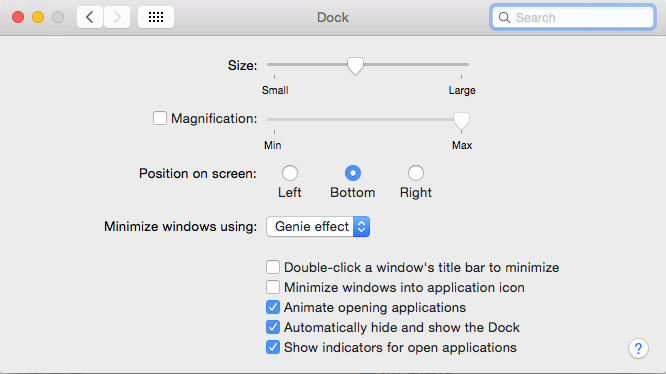 Dock
Search
Size:
Small Large
Magnification:
Min Max
Position on screen:
Left Bottom Right
Minimize windows using: Genie effect
Double-click a window's title bar to minimize
Minimize windows into application icon
Animate opening applications
Automatically hide and show the Dock
Show indicators for open applications
?